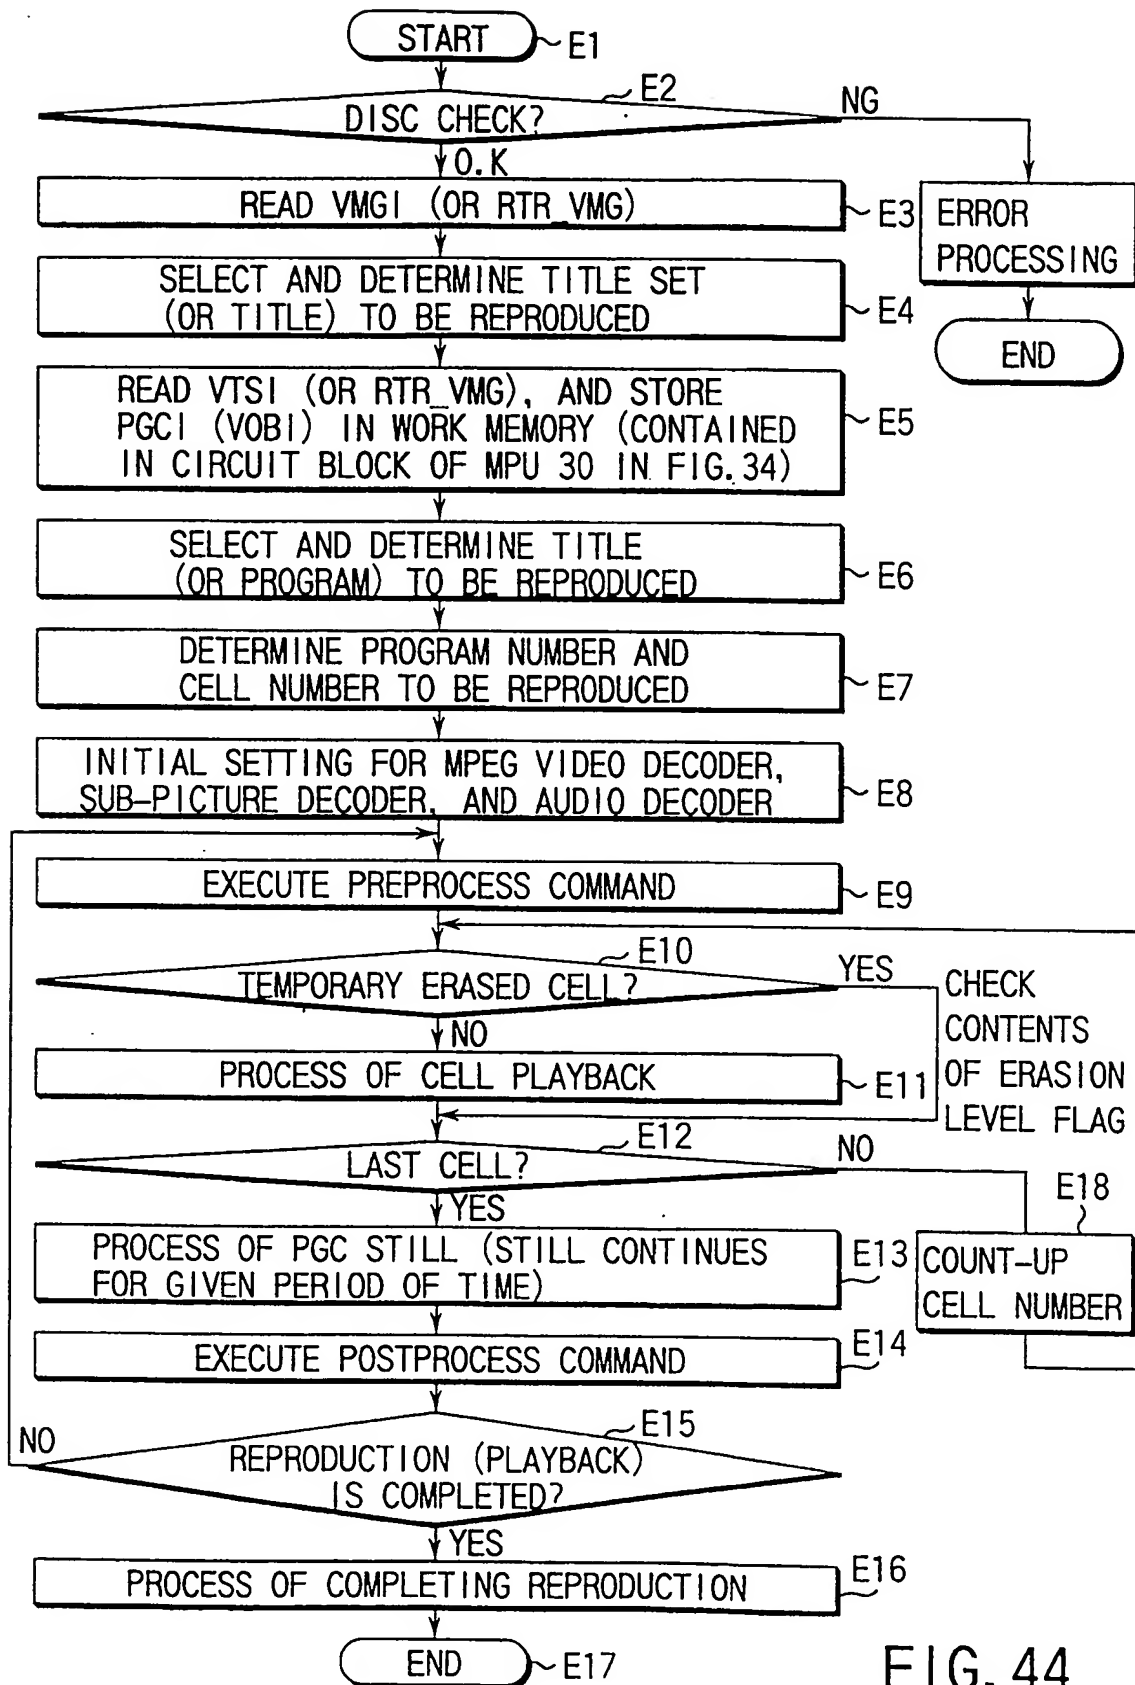 START
E1
E2
DISC CHECK?
NG
O.K
READ VMGI (OR RTR_VMG)
E3
ERROR
PROCESSING
END
SELECT AND DETERMINE TITLE SET
(OR TITLE) TO BE REPRODUCED
E4
READ VTSI (OR RTR_VMG), AND STORE
PGCI (VOBI) IN WORK MEMORY (CONTAINED
IN CIRCUIT BLOCK OF MPU 30 IN FIG.34)
E5
SELECT AND DETERMINE TITLE
(OR PROGRAM) TO BE REPRODUCED
E6
DETERMINE PROGRAM NUMBER AND
CELL NUMBER TO BE REPRODUCED
E7
INITIAL SETTING FOR MPEG VIDEO DECODER,
SUB-PICTURE DECODER, AND AUDIO DECODER
E8
EXECUTE PREPROCESS COMMAND
E9
E10
TEMPORARY ERASED CELL?
YES
NO
CHECK
CONTENTS
OF ERASION
LEVEL FLAG
PROCESS OF CELL PLAYBACK
E11
E12
LAST CELL?
NO
YES
E18
COUNT-UP
CELL NUMBER
PROCESS OF PGC STILL (STILL CONTINUES
FOR GIVEN PERIOD OF TIME)
E13
EXECUTE POSTPROCESS COMMAND
E14
E15
NO
REPRODUCTION (PLAYBACK)
IS COMPLETED?
YES
PROCESS OF COMPLETING REPRODUCTION
E16
END
E17
FIG. 44